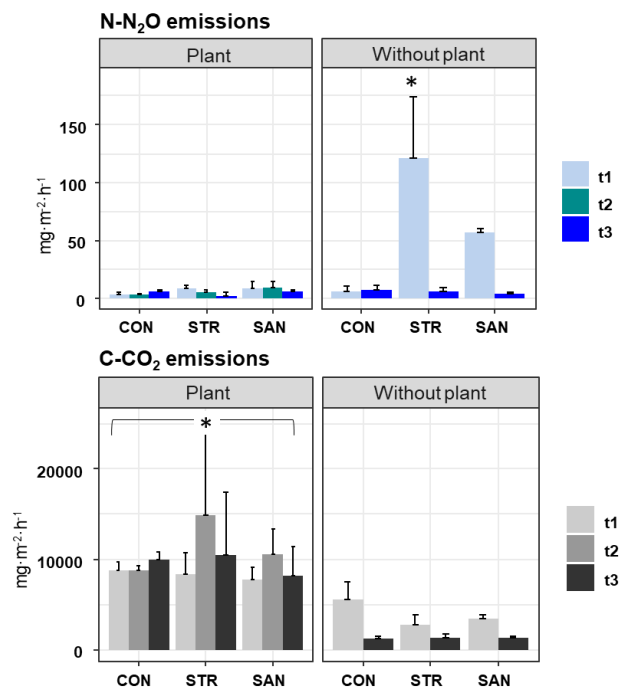 N-N₂O emissions
Plant
Without plant
*
150
100
50
0
mg·m⁻²·h⁻¹
CON STR SAN
CON STR SAN
t1
t2
t3
C-CO₂ emissions
Plant
Without plant
*
20000
10000
0
mg·m⁻²·h⁻¹
CON STR SAN
CON STR SAN
t1
t2
t3